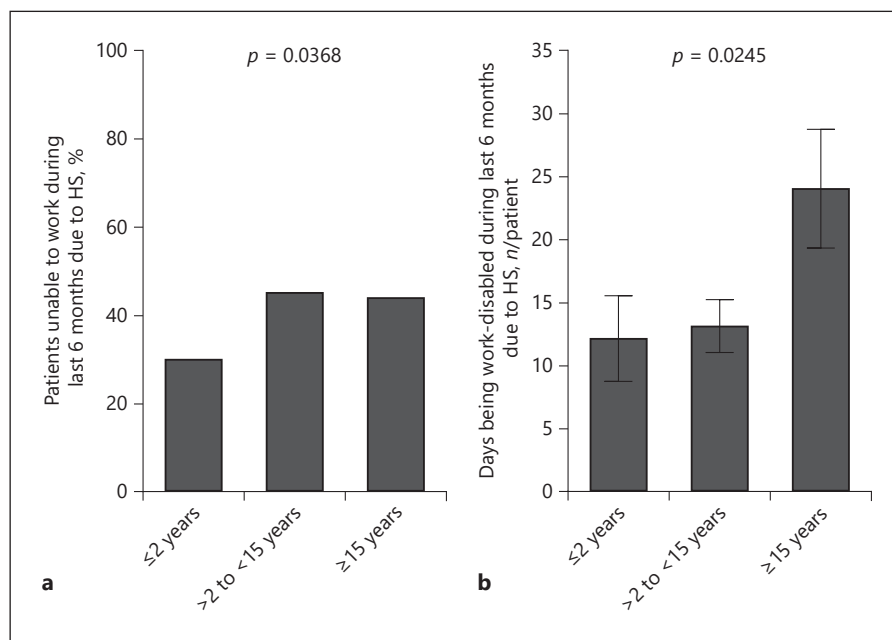 p = 0.0368
Patients unable to work during
last 6 months due to HS, %
100
80
60
40
20
0
≤2 years
>2 to <15 years
≥15 years
a
p = 0.0245
Days being work-disabled during last 6 months
due to HS, n/patient
35
30
25
20
15
10
5
0
≤2 years
>2 to <15 years
≥15 years
b